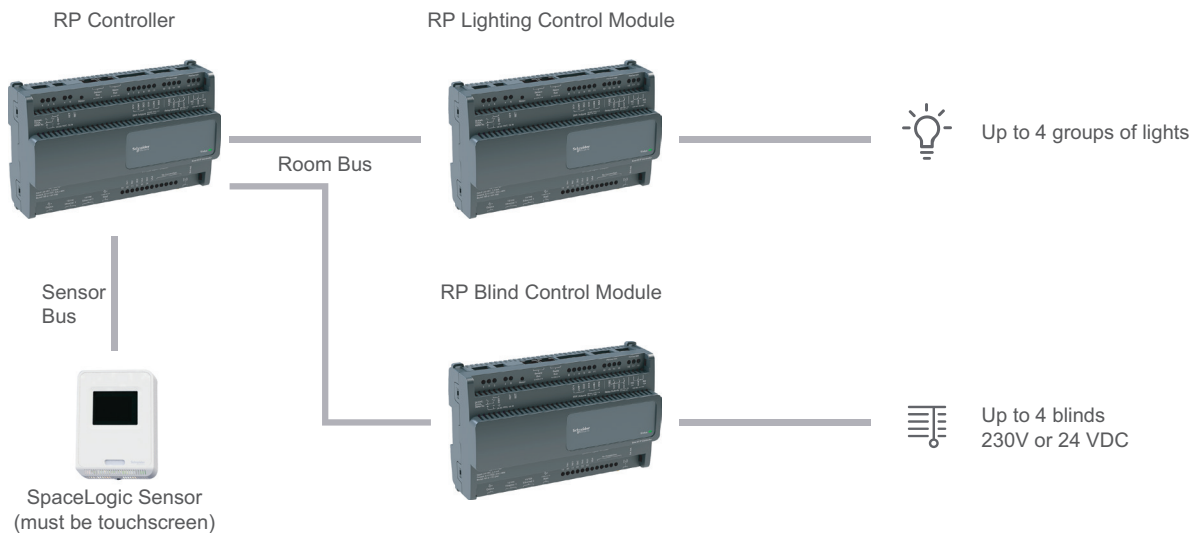 RP Controller
RP Lighting Control Module
Up to 4 groups of lights
Room Bus
Sensor
Bus
RP Blind Control Module
Up to 4 blinds
230V or 24 VDC
SpaceLogic Sensor
(must be touchscreen)